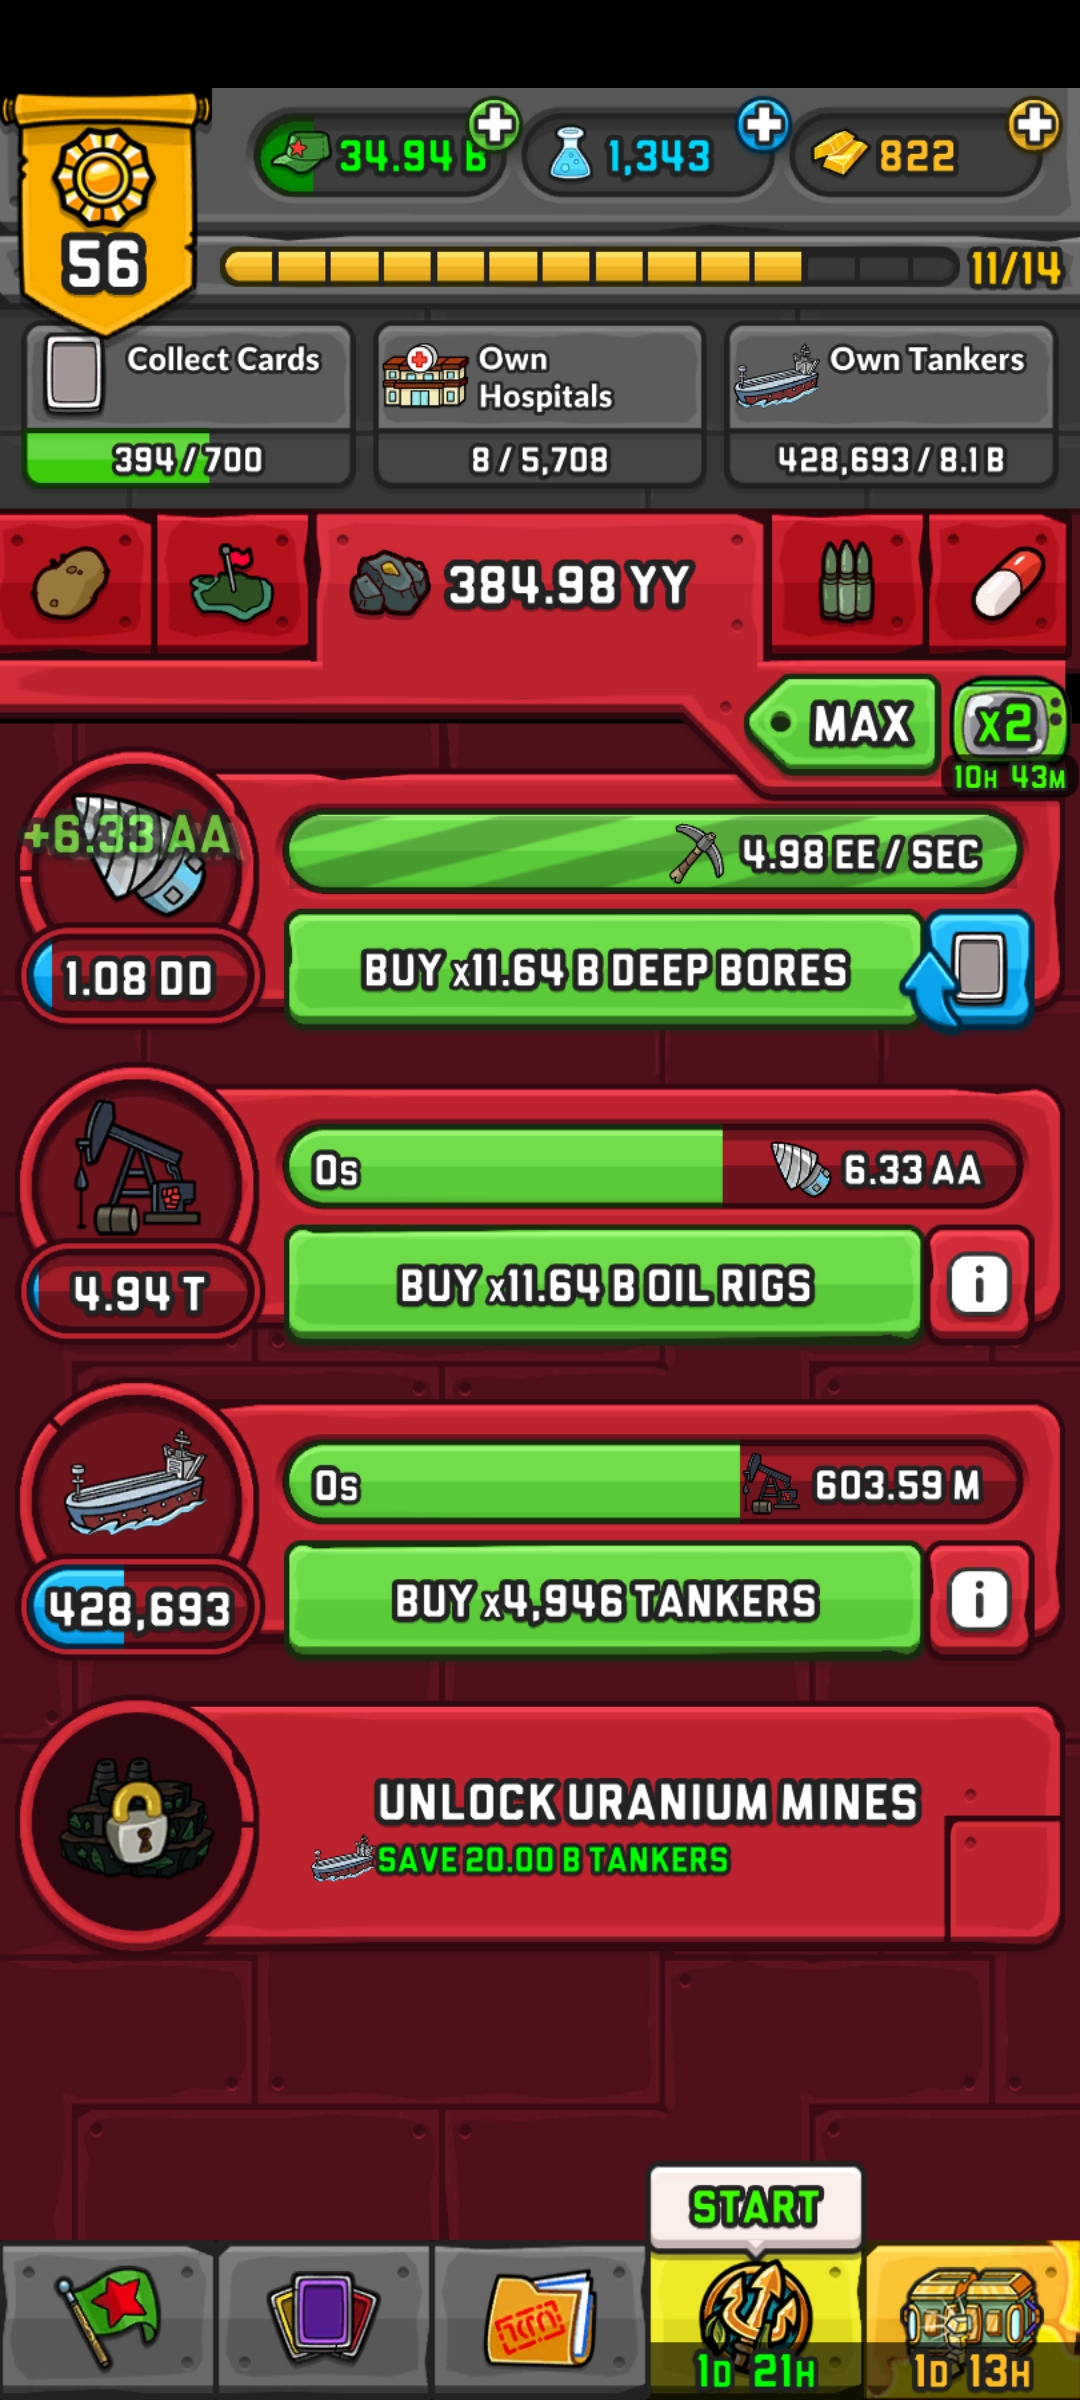 56
34.94 B
1,343
822
11/14
Collect Cards
394/700
Own
Hospitals
8/5,708
Own Tankers
428,693/8.1 B
384.98 YY
MAX
X2
10H 43M
+6.33 AA
4.98 EE/SEC
1.08 DD
BUY x11.64 B DEEP BORES
0s
6.33 AA
4.94 T
BUY x11.64 B OIL RIGS
i
0s
603.59 M
428,693
BUY x4,946 TANKERS
i
UNLOCK URANIUM MINES
SAVE 20.00 B TANKERS
START
1D 21H
1D 13H